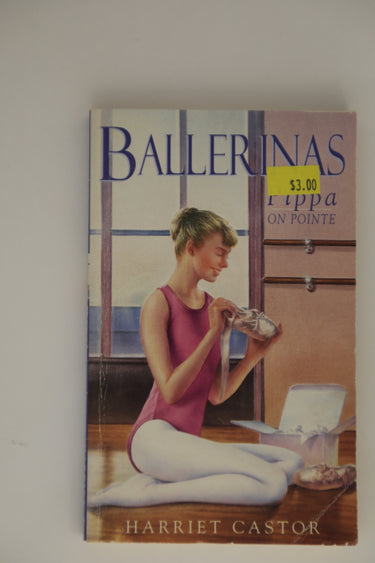 BALLERINAS
$3.00
Pippa
ON POINTE
HARRIET CASTOR